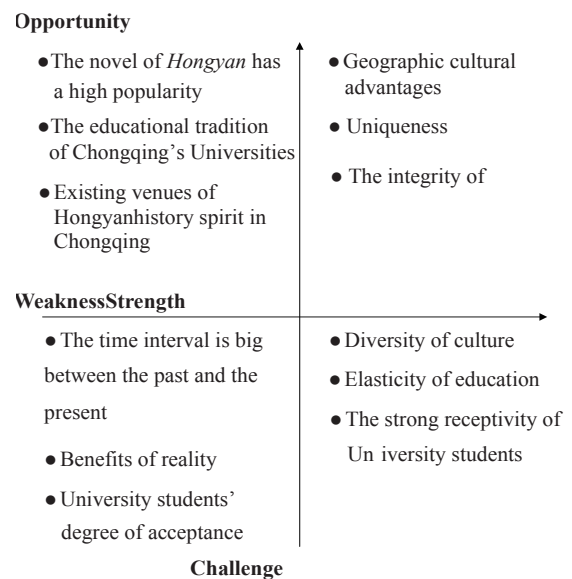 Opportunity
●The novel of Hongyan has
a high popularity
●The educational tradition
of Chongqing's Universities
●Existing venues of
Hongyanhistory spirit in
Chongqing
●Geographic cultural
advantages
● Uniqueness
● The integrity of
WeaknessStrength
● The time interval is big
between the past and the
present
●Benefits of reality
●University students'
degree of acceptance
●Diversity of culture
●Elasticity of education
●The strong receptivity of
Un iversity students
Challenge